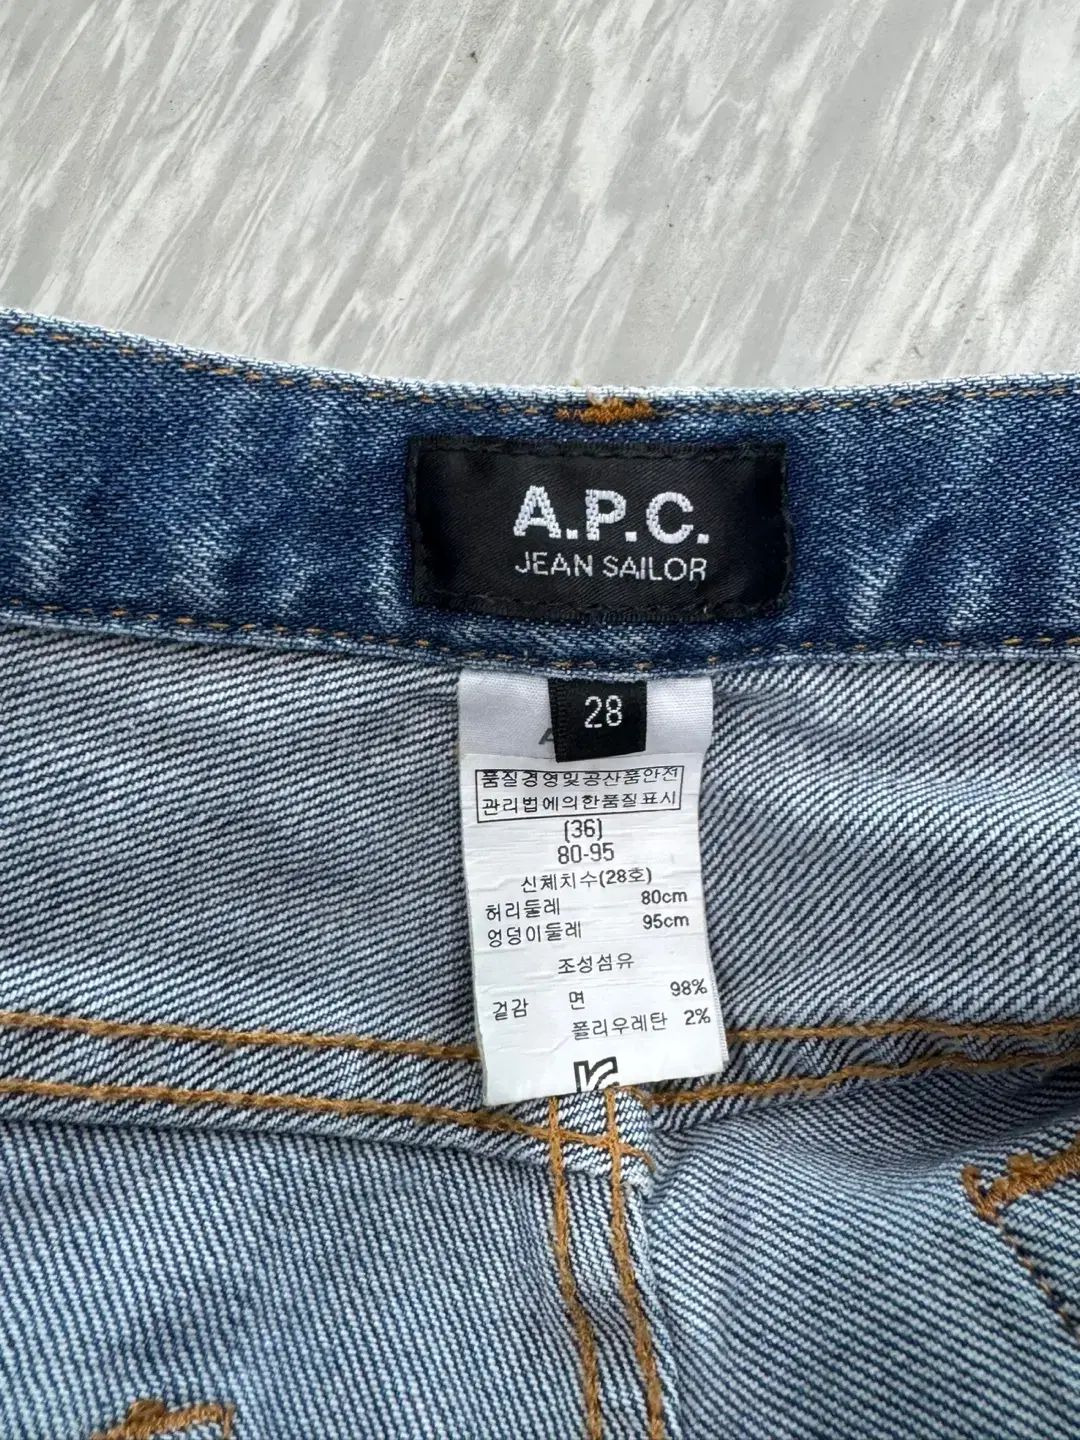 A.P.C.
JEAN SAILOR
28
품질경영및공산품안전
관리법에의한품질표시
(36)
80-95
신체치수(28호)
허리둘레 80cm
엉덩이둘레 95cm
조성섬유
겉감 면 98%
폴리우레탄 2%